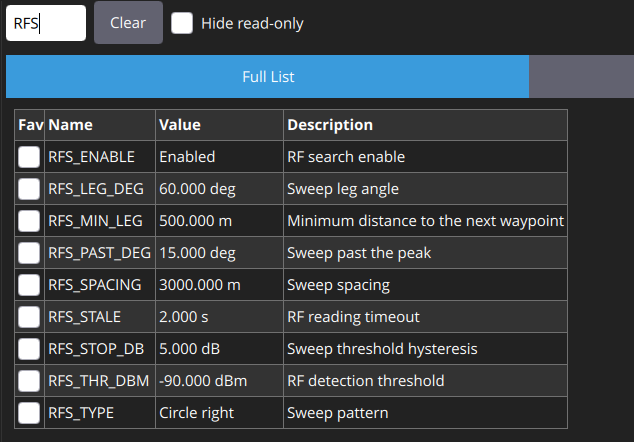 RFS Clear Hide read-only
Full List
Fav Name Value Description
RFS_ENABLE Enabled RF search enable
RFS_LEG_DEG 60.000 deg Sweep leg angle
RFS_MIN_LEG 500.000 m Minimum distance to the next waypoint
RFS_PAST_DEG 15.000 deg Sweep past the peak
RFS_SPACING 3000.000 m Sweep spacing
RFS_STALE 2.000 s RF reading timeout
RFS_STOP_DB 5.000 dB Sweep threshold hysteresis
RFS_THR_DBM -90.000 dBm RF detection threshold
RFS_TYPE Circle right Sweep pattern